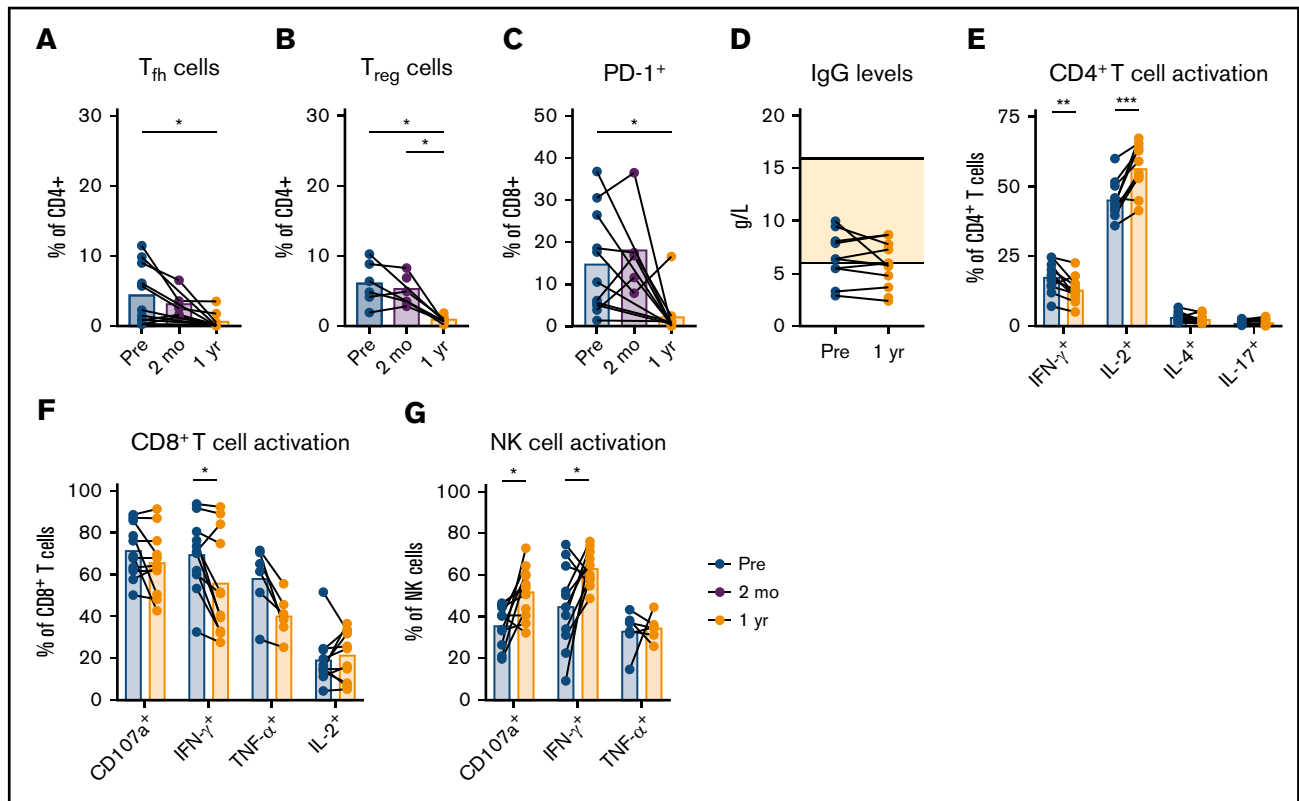 A
T_fh cells
% of CD4+
30
20
10
0
*
Pre
2 mo
1 yr
B
T_reg cells
% of CD4+
30
20
10
0
*
*
Pre
2 mo
1 yr
C
PD-1⁺
% of CD8+
50
40
30
20
10
0
*
Pre
2 mo
1 yr
D
IgG levels
g/L
20
15
10
5
0
Pre
1 yr
E
CD4⁺ T cell activation
% of CD4⁺ T cells
75
50
25
0
**
***
IFN-γ⁺
IL-2⁺
IL-4⁺
IL-17⁺
F
CD8⁺ T cell activation
% of CD8⁺ T cells
100
80
60
40
20
0
*
CD107a⁺
IFN-γ⁺
TNF-α⁺
IL-2⁺
G
NK cell activation
% of NK cells
100
80
60
40
20
0
*
*
CD107a⁺
IFN-γ⁺
TNF-α⁺
Pre
2 mo
1 yr